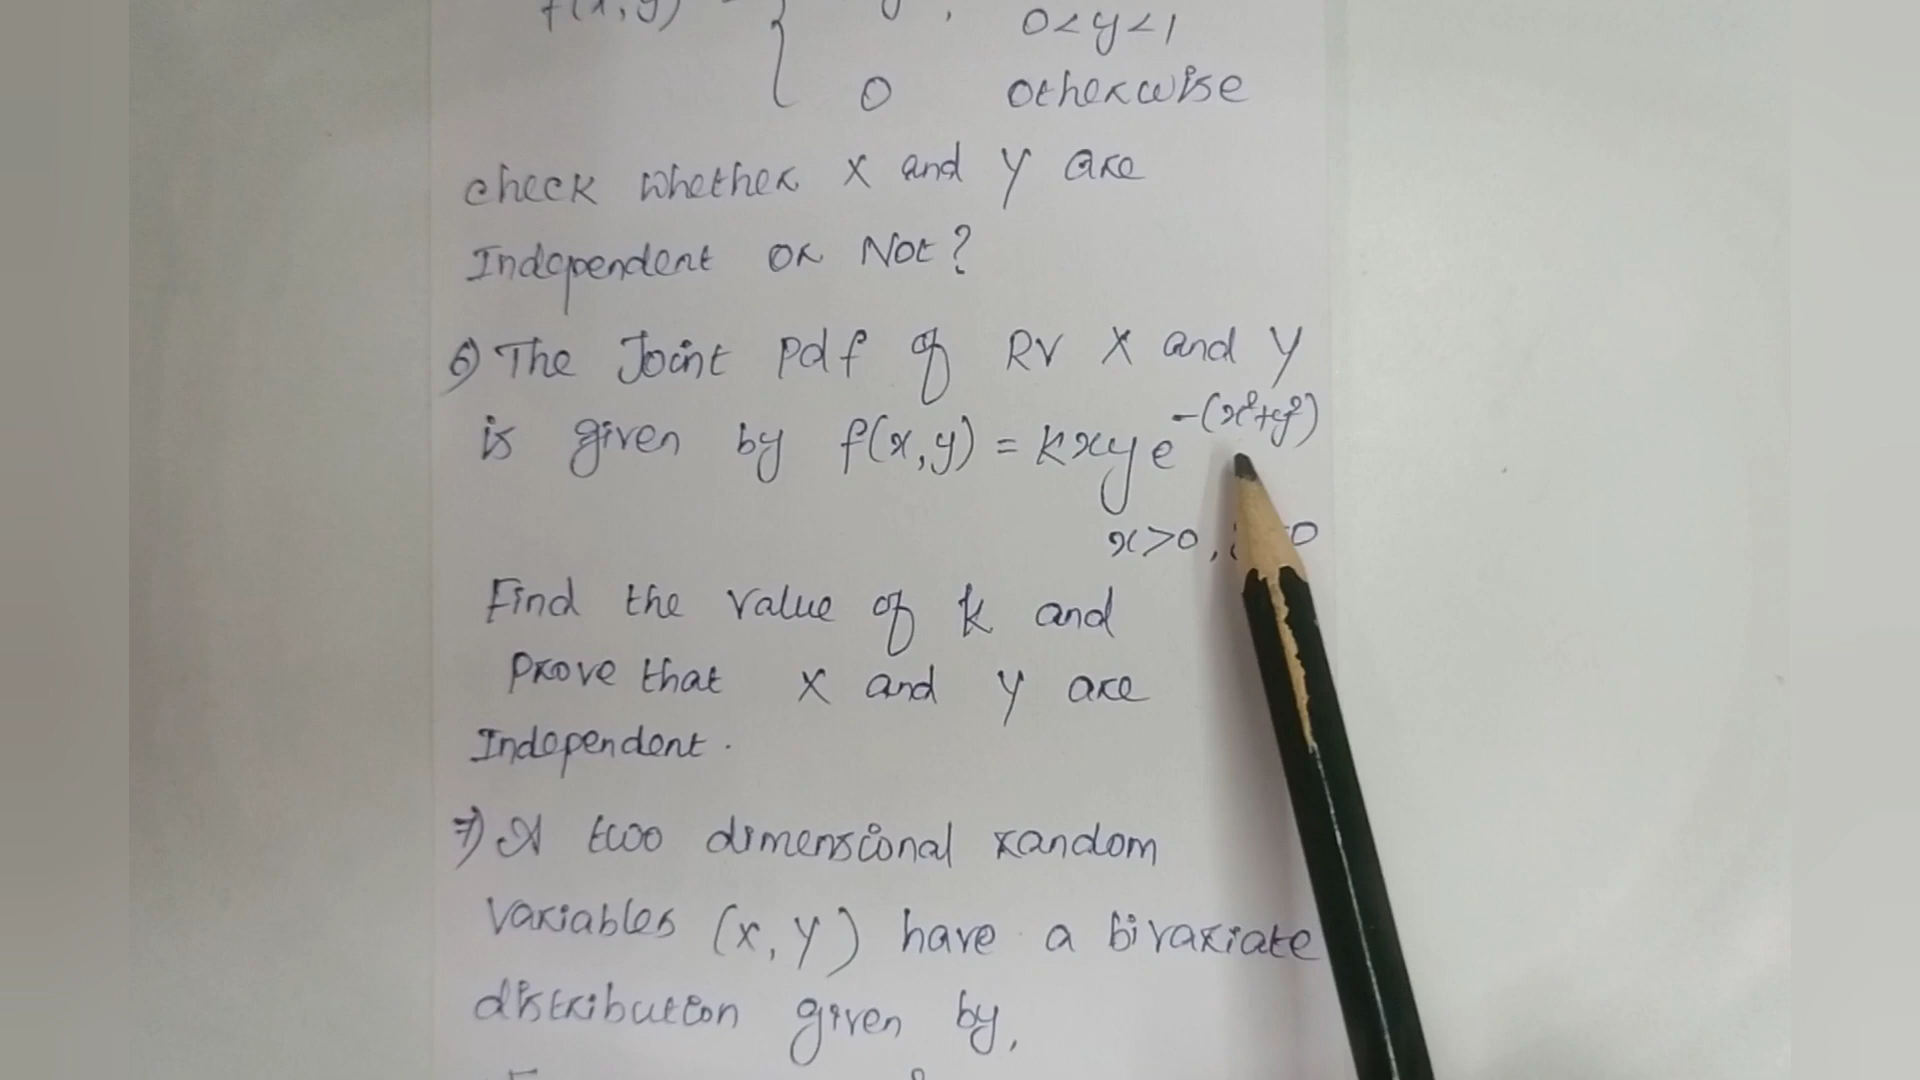 f(x,y)
0<y<1
0 otherwise
check whether X and Y are
Independent or Not?
6) The Joint pdf of RV X and Y
is given by f(x,y) = kxy e^-(x²+y²)
x>0, >0
Find the value of k and
Prove that X and Y are
Independent.
7) A two dimensional random
Variables (X, Y) have a bivariate
distribution given by,